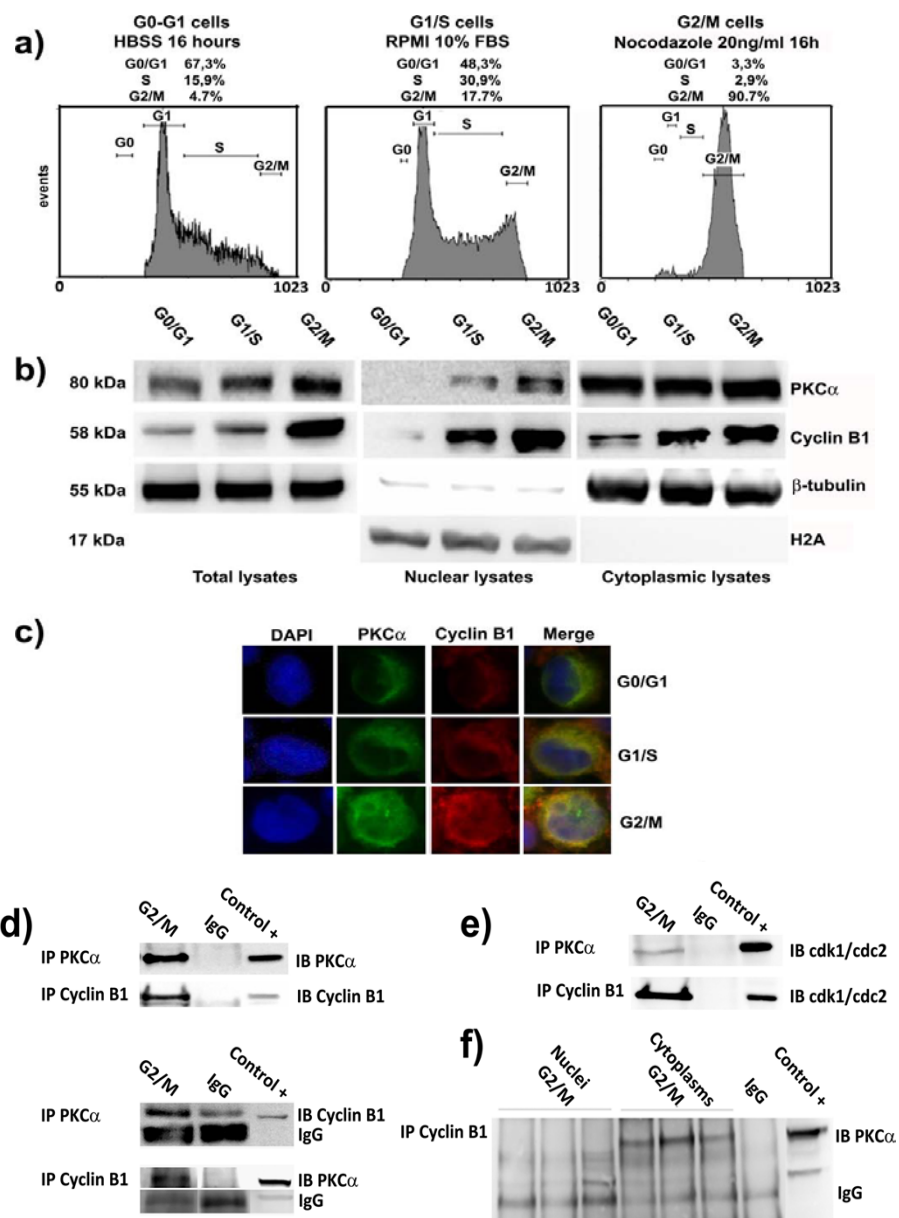 a)
G0-G1 cells
HBSS 16 hours
G0/G1 67,3%
S 15,9%
G2/M 4.7%
G1/S cells
RPMI 10% FBS
G0/G1 48,3%
S 30,9%
G2/M 17.7%
G2/M cells
Nocodazole 20ng/ml 16h
G0/G1 3,3%
S 2,9%
G2/M 90.7%
events
G0
G1
S
G2/M
0 1023
G0
G1
S
G2/M
0 1023
G0
G1
S
G2/M
0 1023
b)
G0/G1 G1/S G2/M G0/G1 G1/S G2/M G0/G1 G1/S G2/M
80 kDa PKCα
58 kDa Cyclin B1
55 kDa β-tubulin
17 kDa H2A
Total lysates Nuclear lysates Cytoplasmic lysates
c)
DAPI PKCα Cyclin B1 Merge
G0/G1
G1/S
G2/M
d)
G2/M IgG Control +
IP PKCα IB PKCα
IP Cyclin B1 IB Cyclin B1
G2/M IgG Control +
IP PKCα IB Cyclin B1
IgG
IP Cyclin B1 IB PKCα
IgG
e)
G2/M IgG Control +
IP PKCα IB cdk1/cdc2
IP Cyclin B1 IB cdk1/cdc2
f)
Nuclei G2/M Cytoplasms G2/M IgG Control +
IP Cyclin B1 IB PKCα
IgG